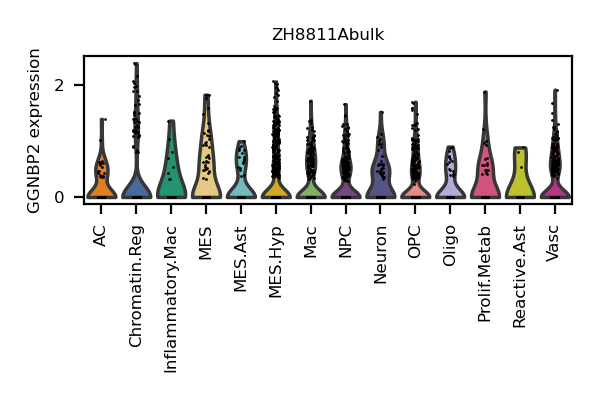 ZH8811Abulk
GGNBP2 expression
2
0
AC
Chromatin.Reg
Inflammatory.Mac
MES
MES.Ast
MES.Hyp
Mac
NPC
Neuron
OPC
Oligo
Prolif.Metab
Reactive.Ast
Vasc